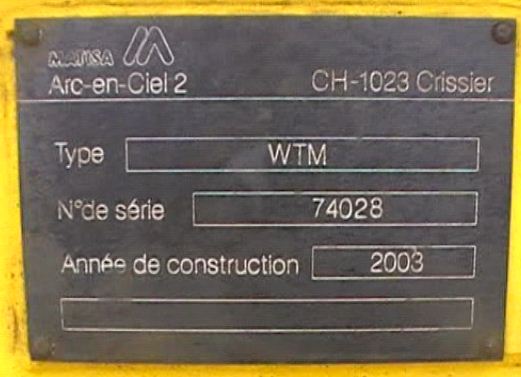 MATISA
Arc-en-Ciel 2 CH-1023 Crissier
Type WTM
N°de série 74028
Année de construction 2003